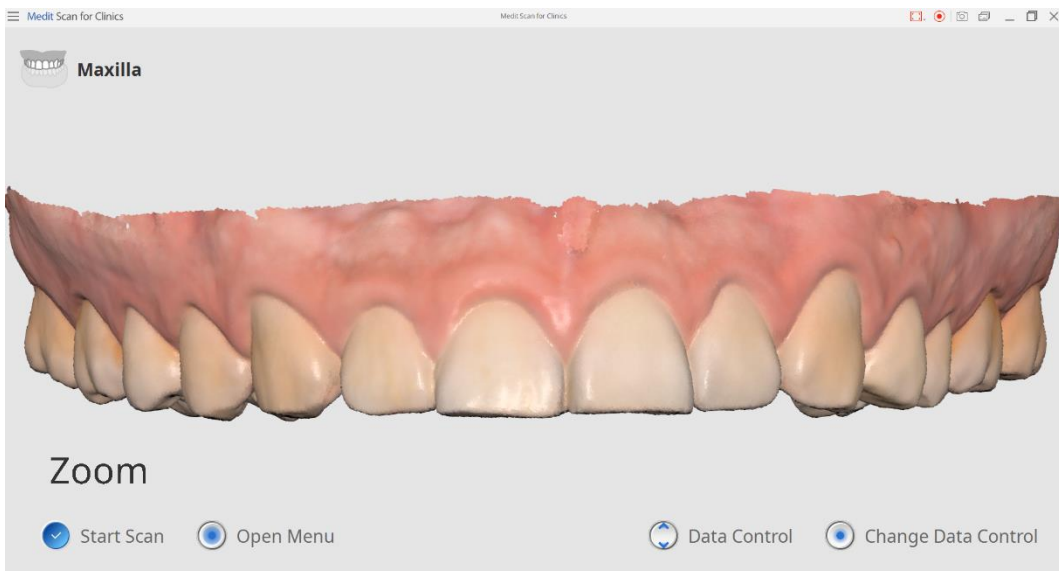 Medit Scan for Clinics
Medit Scan for Clinics
Maxilla
Zoom
Start Scan
Open Menu
Data Control
Change Data Control